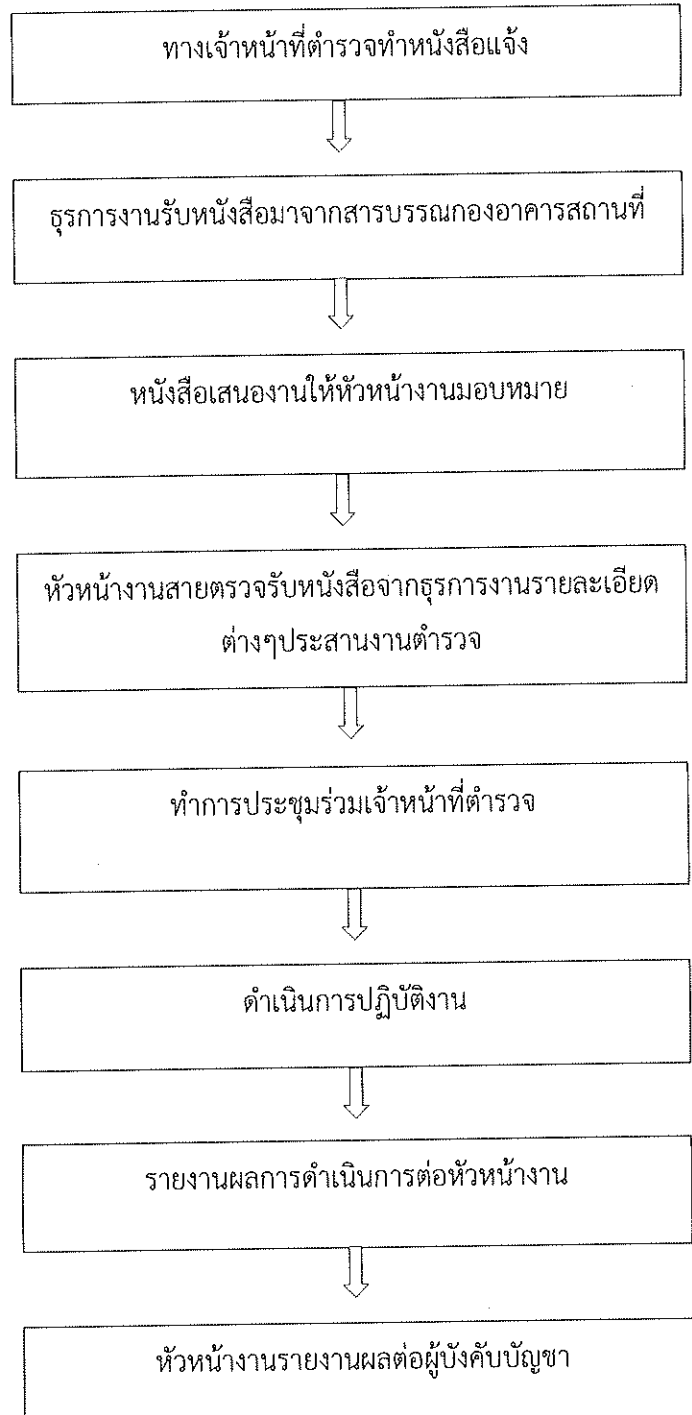 ทางเจ้าหน้าที่ตำรวจทำหนังสือแจ้ง
ธุรการงานรับหนังสือมาจากสารบรรณกองอาคารสถานที่
หนังสือเสนองานให้หัวหน้างานมอบหมาย
หัวหน้างานสายตรวจรับหนังสือจากธุรการงานรายละเอียด
ต่างๆประสานงานตำรวจ
ทำการประชุมร่วมเจ้าหน้าที่ตำรวจ
ดำเนินการปฏิบัติงาน
รายงานผลการดำเนินการต่อหัวหน้างาน
หัวหน้างานรายงานผลต่อผู้บังคับบัญชา